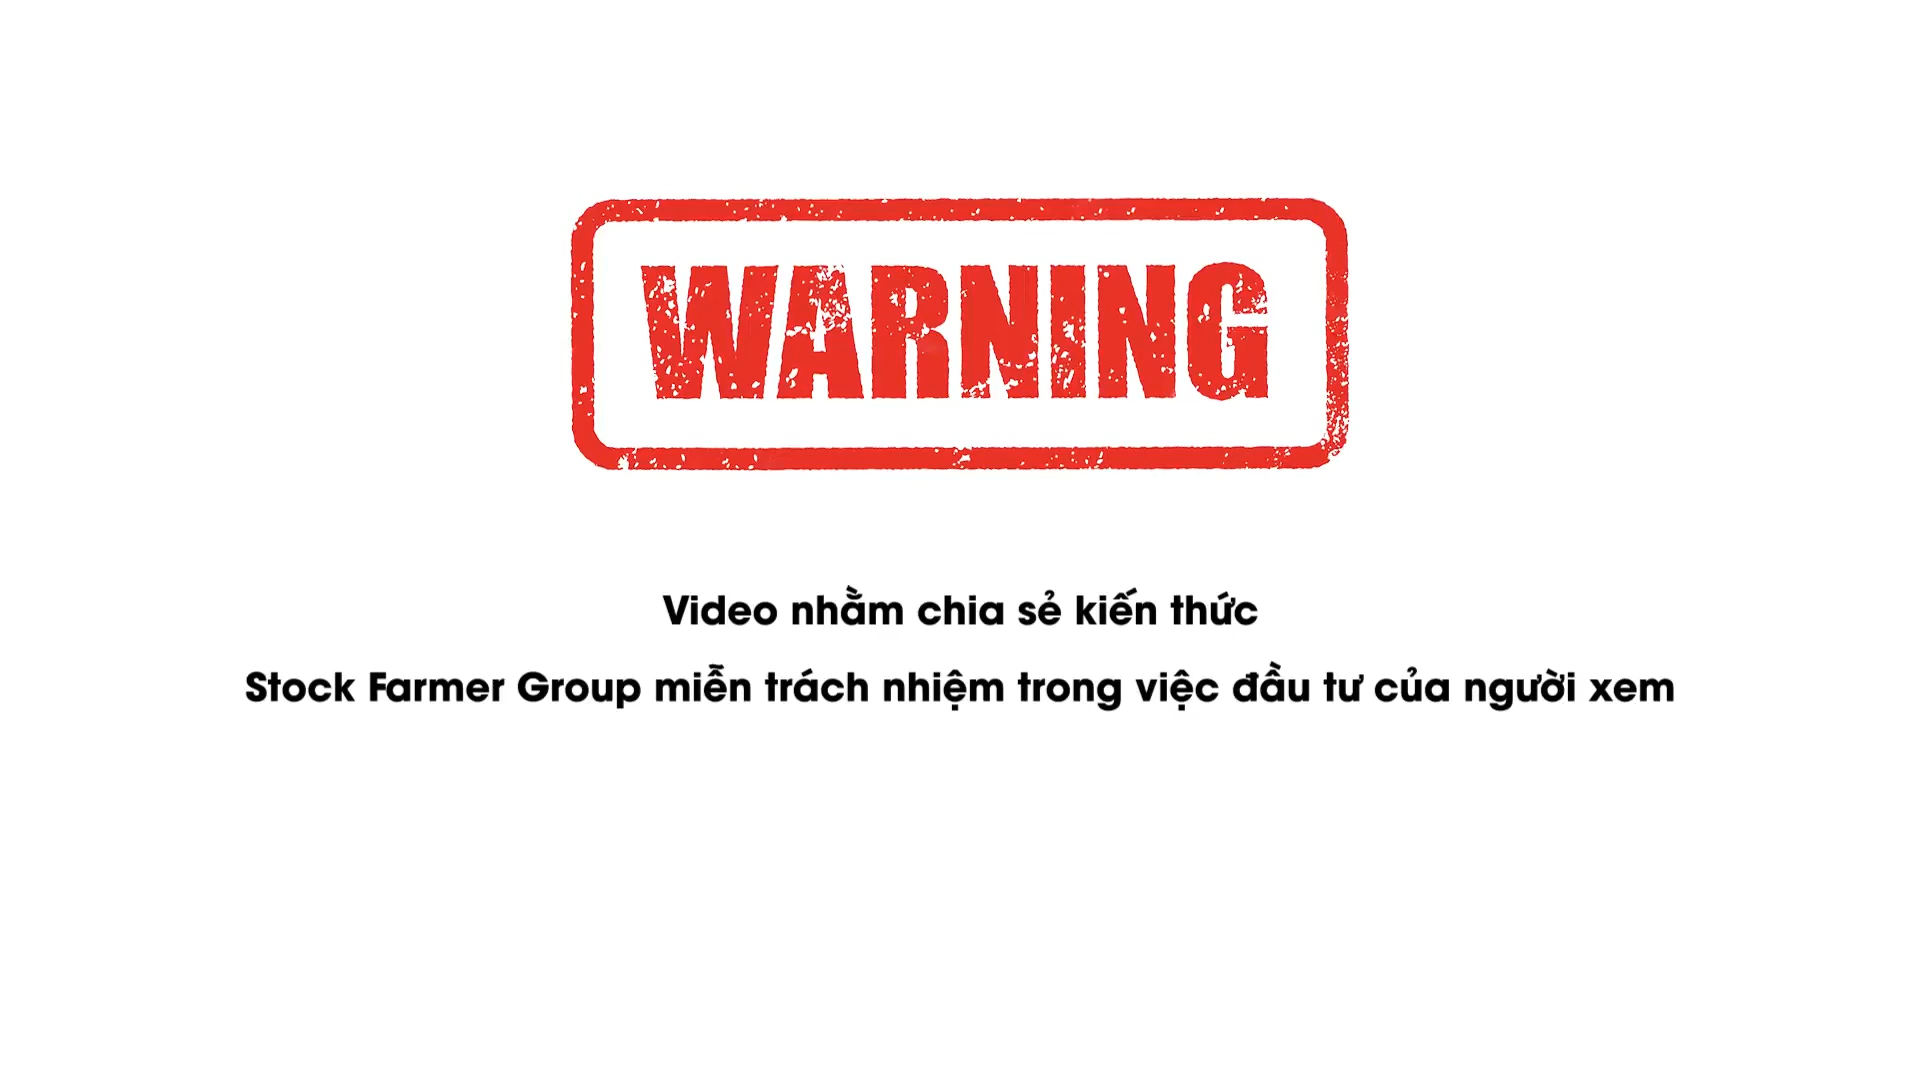 WARNING
Video nhằm chia sẻ kiến thức
Stock Farmer Group miễn trách nhiệm trong việc đầu tư của người xem